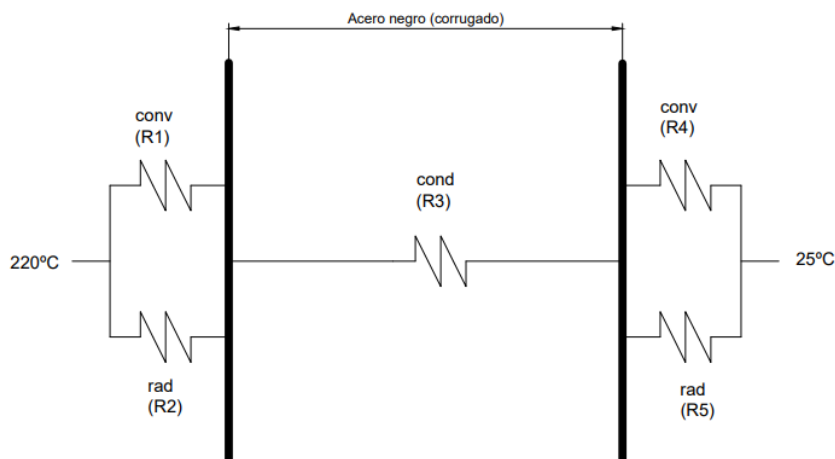 Acero negro (corrugado)
conv
(R1)
conv
(R4)
cond
(R3)
220ºC
25ºC
rad
(R2)
rad
(R5)